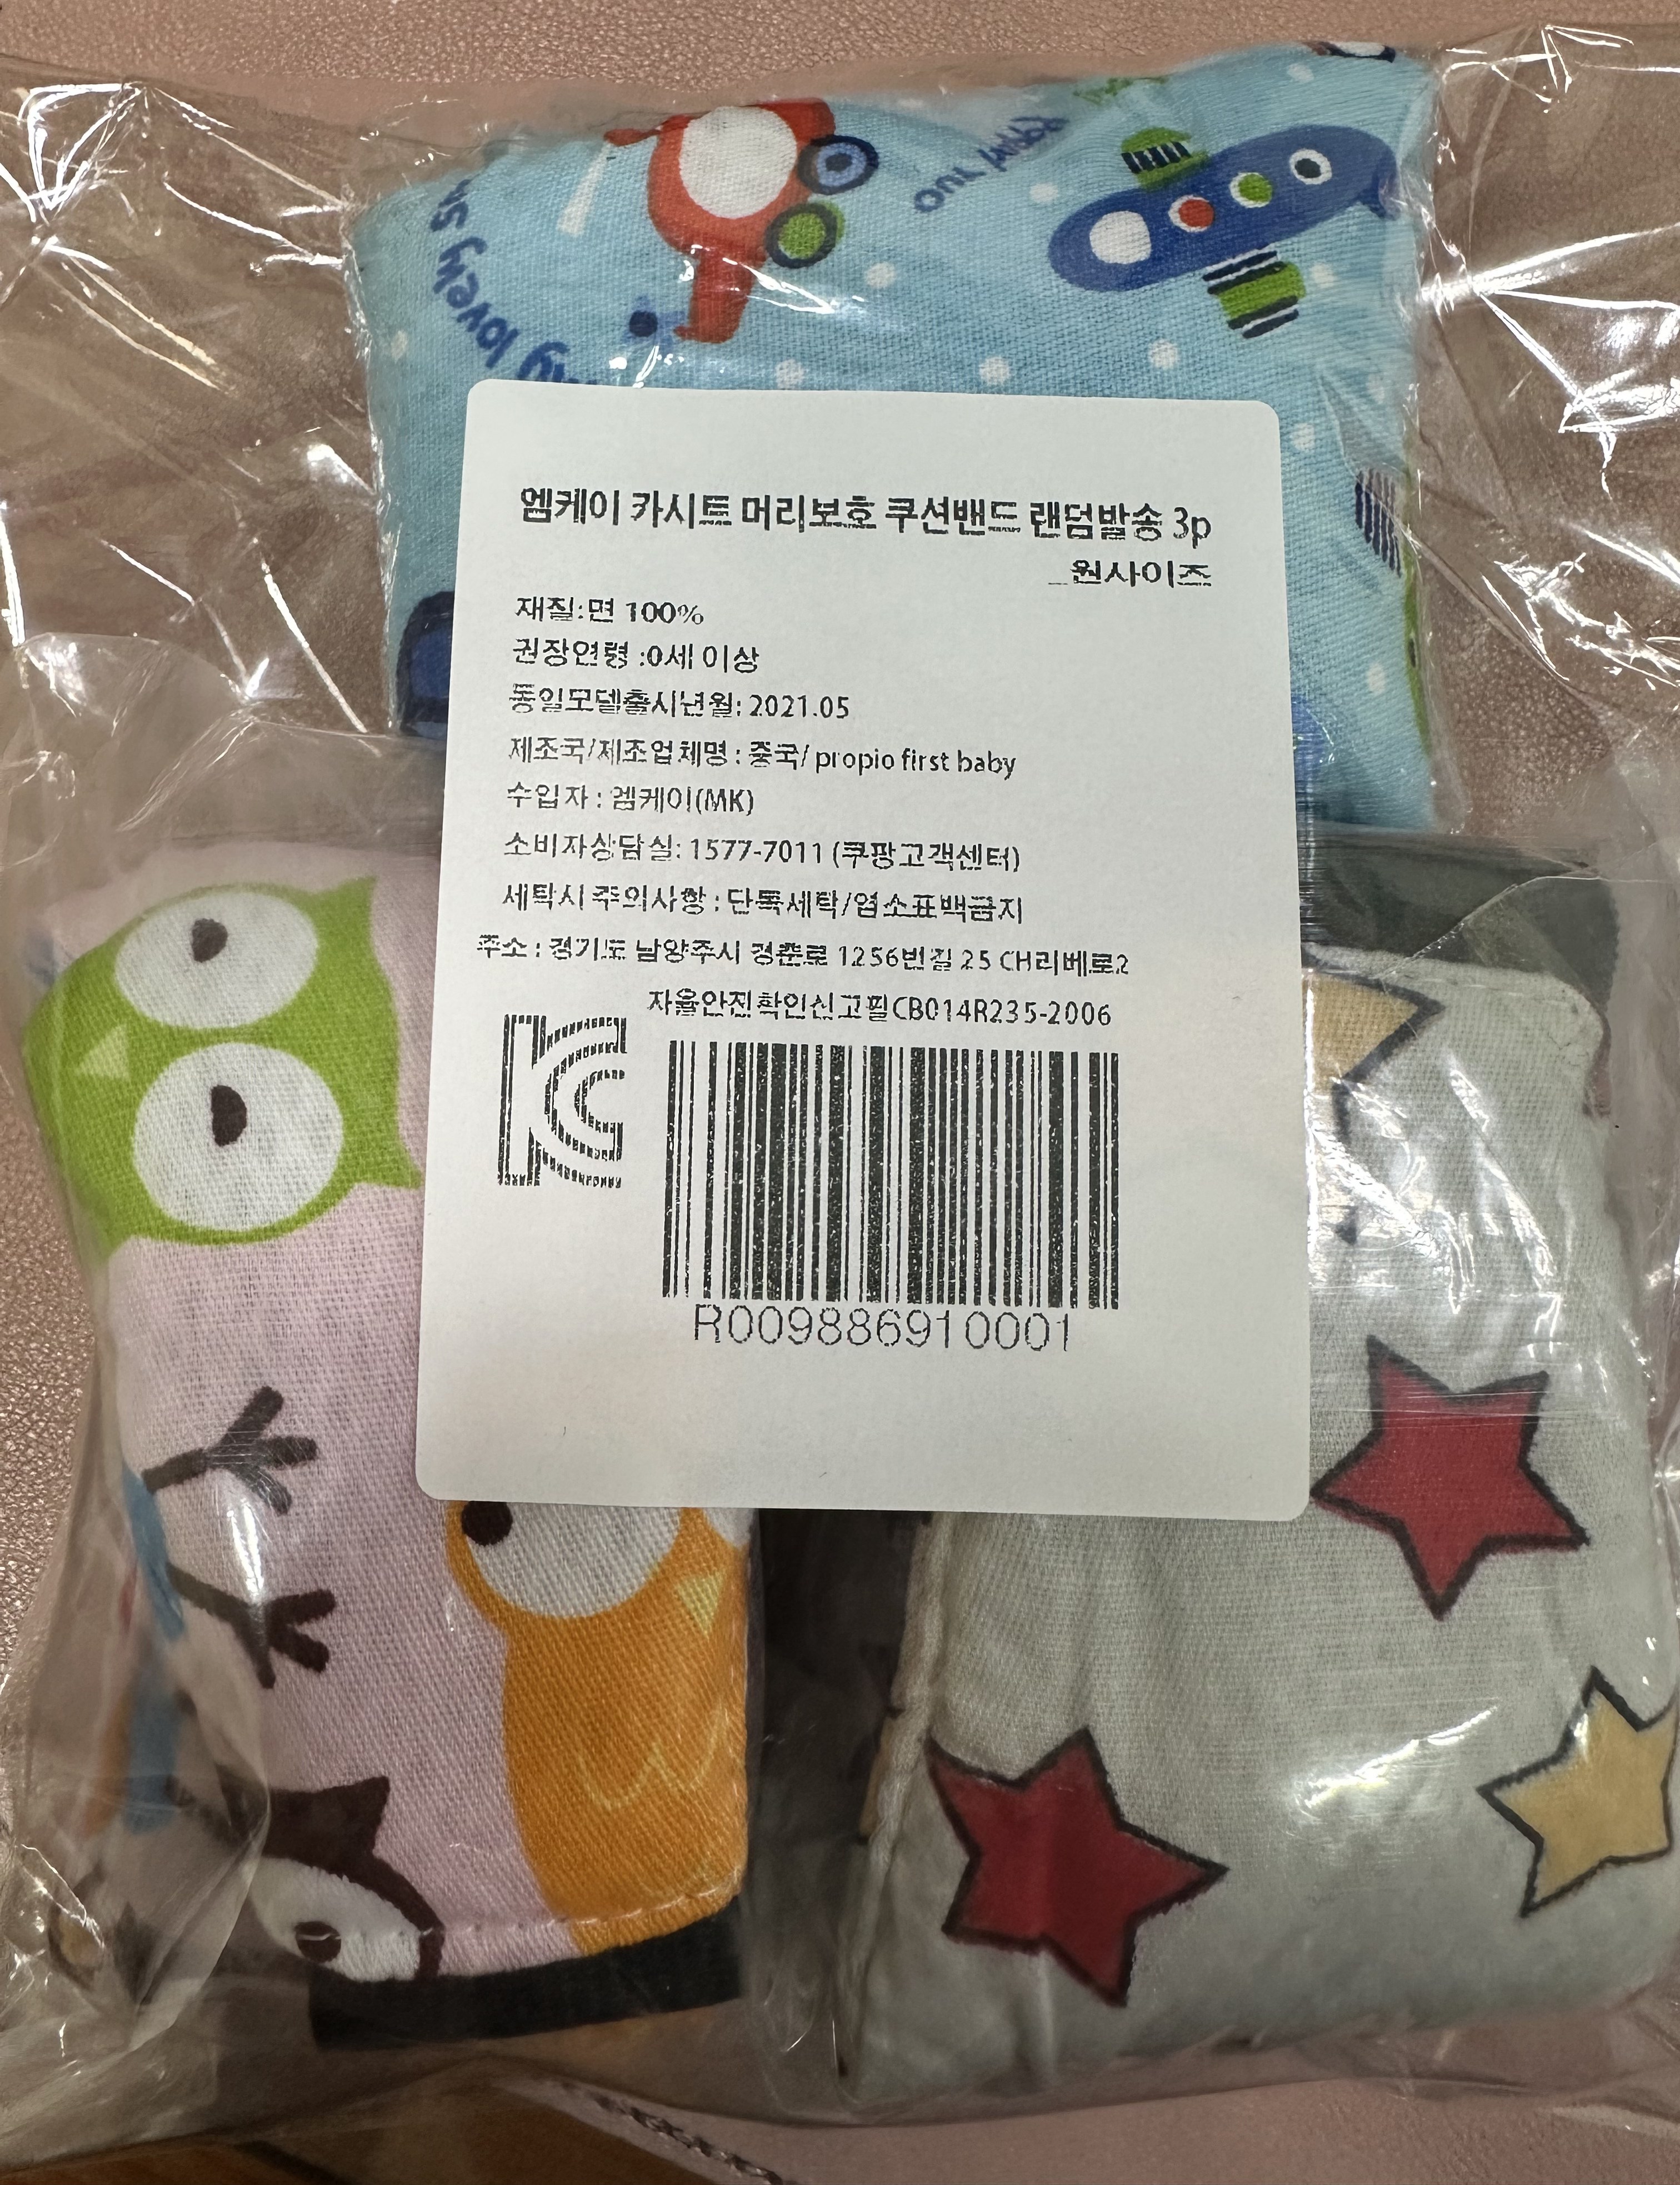 my lovely
our
엠케이 카시트 머리보호 쿠션밴드 랜덤발송 3p
_원사이즈
재질:면 100%
권장연령 :0세 이상
동일모델출시년월: 2021.05
제조국/제조업체명 : 중국/ propio first baby
수입자 : 엠케이(MK)
소비자상담실: 1577-7011 (쿠팡고객센터)
세탁시 주의사항 : 단독세탁/염소표백금지
주소 : 경기도 남양주시 경춘로 1256번길 25 CH리베로2
자율안전확인신고필CB014R235-2006
KC
R009886910001